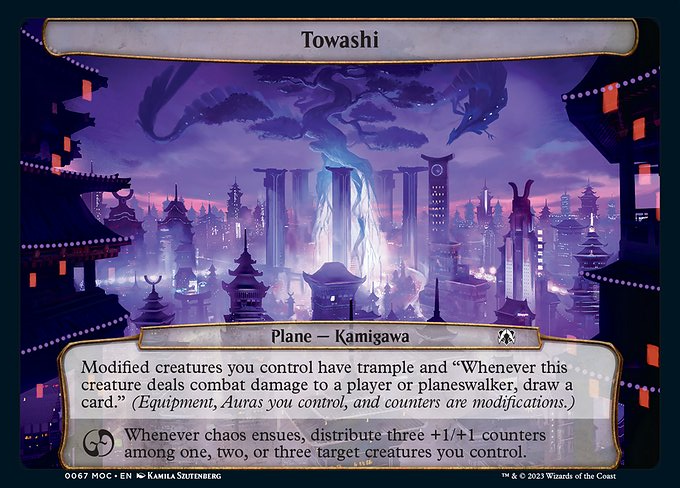 Towashi
Plane — Kamigawa
Modified creatures you control have trample and “Whenever this
creature deals combat damage to a player or planeswalker, draw a
card.” (Equipment, Auras you control, and counters are modifications.)
Whenever chaos ensues, distribute three +1/+1 counters
among one, two, or three target creatures you control.
0067 MOC • EN Kamila Szutenberg
™ & © 2023 Wizards of the Coast